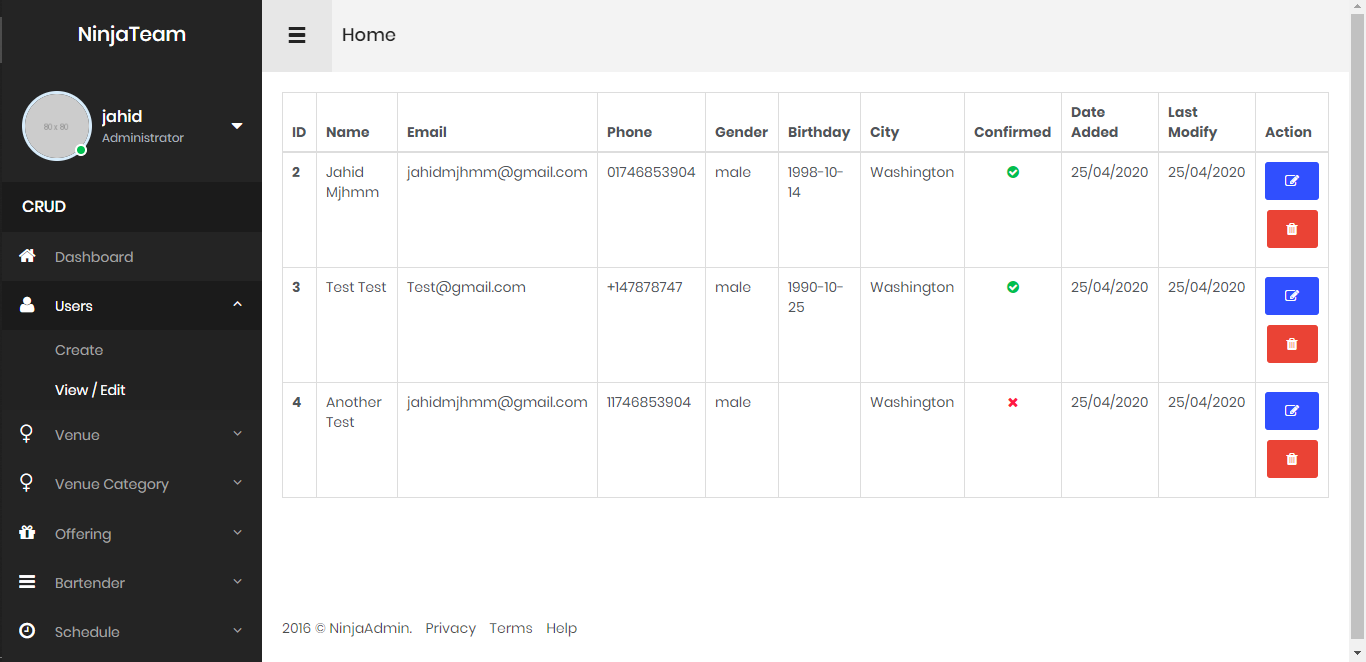 NinjaTeam
Home
80 x 80
jahid
Administrator
CRUD
Dashboard
Users
Create
View / Edit
Venue
Venue Category
Offering
Bartender
Schedule
ID Name Email Phone Gender Birthday City Confirmed Date Added Last Modify Action
2 Jahid Mjhmm jahidmjhmm@gmail.com 01746853904 male 1998-10-14 Washington 25/04/2020 25/04/2020
3 Test Test Test@gmail.com +147878747 male 1990-10-25 Washington 25/04/2020 25/04/2020
4 Another Test jahidmjhmm@gmail.com 11746853904 male Washington 25/04/2020 25/04/2020
2016 © NinjaAdmin. Privacy Terms Help